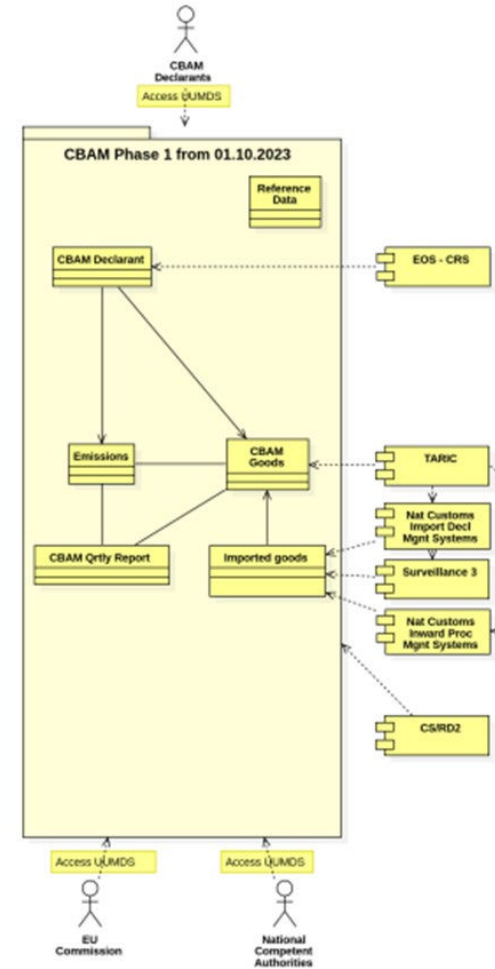 CBAM
Declarants
Access UUMDS
CBAM Phase 1 from 01.10.2023
Reference
Data
CBAM Declarant
EOS - CRS
Emissions
CBAM
Goods
TARIC
Nat Customs
Import Decl
Mgnt Systems
CBAM Qrtly Report
Imported goods
Surveillance 3
Nat Customs
Inward Proc
Mgnt Systems
CS/RD2
Access UUMDS
Access UUMDS
EU
Commission
National
Competent
Authorities